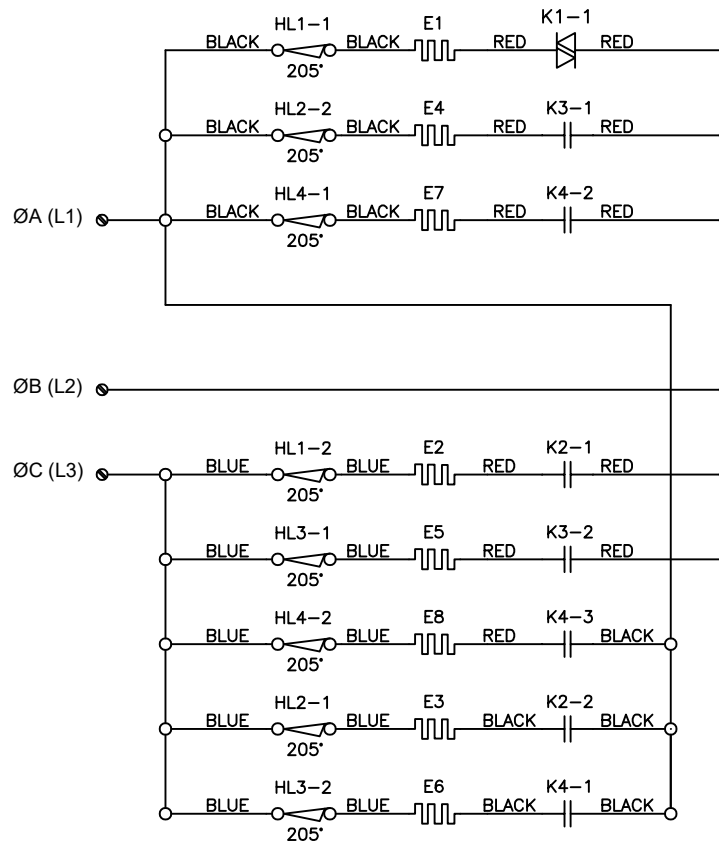 HL1-1 E1 K1-1
BLACK BLACK RED RED
205°
HL2-2 E4 K3-1
BLACK BLACK RED RED
205°
HL4-1 E7 K4-2
ØA (L1) BLACK BLACK RED RED
205°
ØB (L2)
HL1-2 E2 K2-1
ØC (L3) BLUE BLUE RED RED
205°
HL3-1 E5 K3-2
BLUE BLUE RED RED
205°
HL4-2 E8 K4-3
BLUE BLUE RED BLACK
205°
HL2-1 E3 K2-2
BLUE BLUE BLACK BLACK
205°
HL3-2 E6 K4-1
BLUE BLUE BLACK BLACK
205°